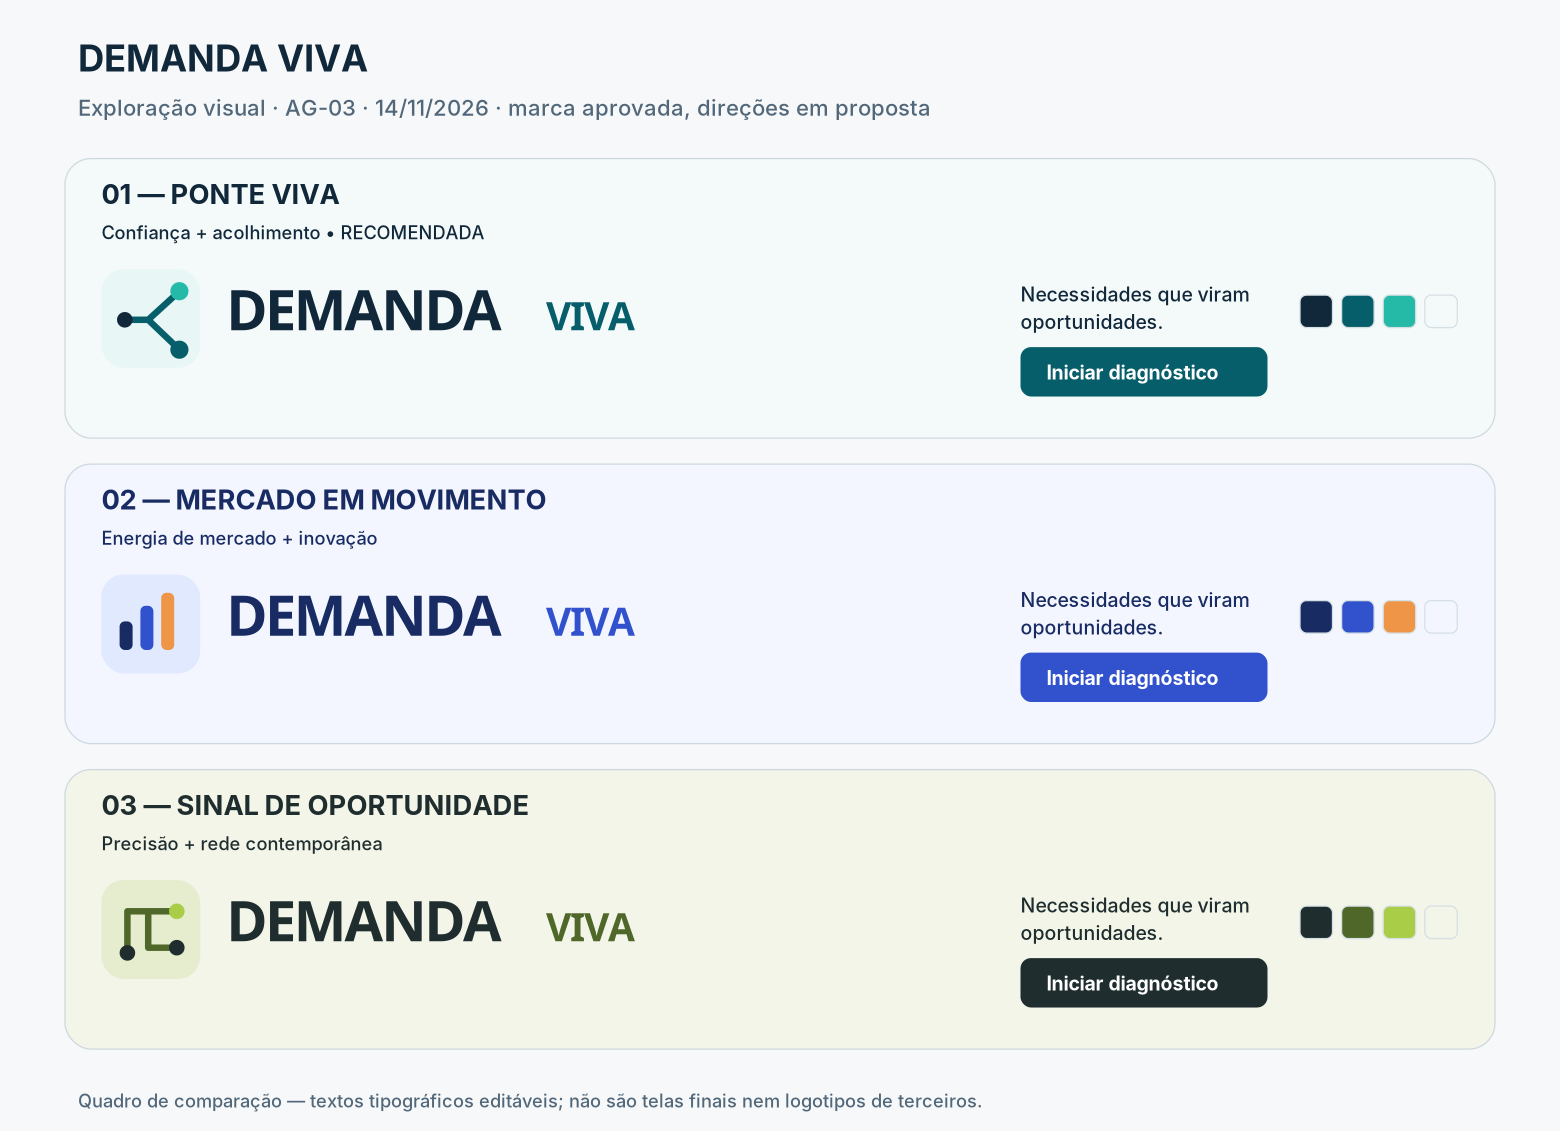 DEMANDA VIVA
Exploração visual · AG-03 · 14/11/2026 · marca aprovada, direções em proposta
01 — PONTE VIVA
Confiança + acolhimento • RECOMENDADA
DEMANDA VIVA
Necessidades que viram
oportunidades.
Iniciar diagnóstico
02 — MERCADO EM MOVIMENTO
Energia de mercado + inovação
DEMANDA VIVA
Necessidades que viram
oportunidades.
Iniciar diagnóstico
03 — SINAL DE OPORTUNIDADE
Precisão + rede contemporânea
DEMANDA VIVA
Necessidades que viram
oportunidades.
Iniciar diagnóstico
Quadro de comparação — textos tipográficos editáveis; não são telas finais nem logotipos de terceiros.